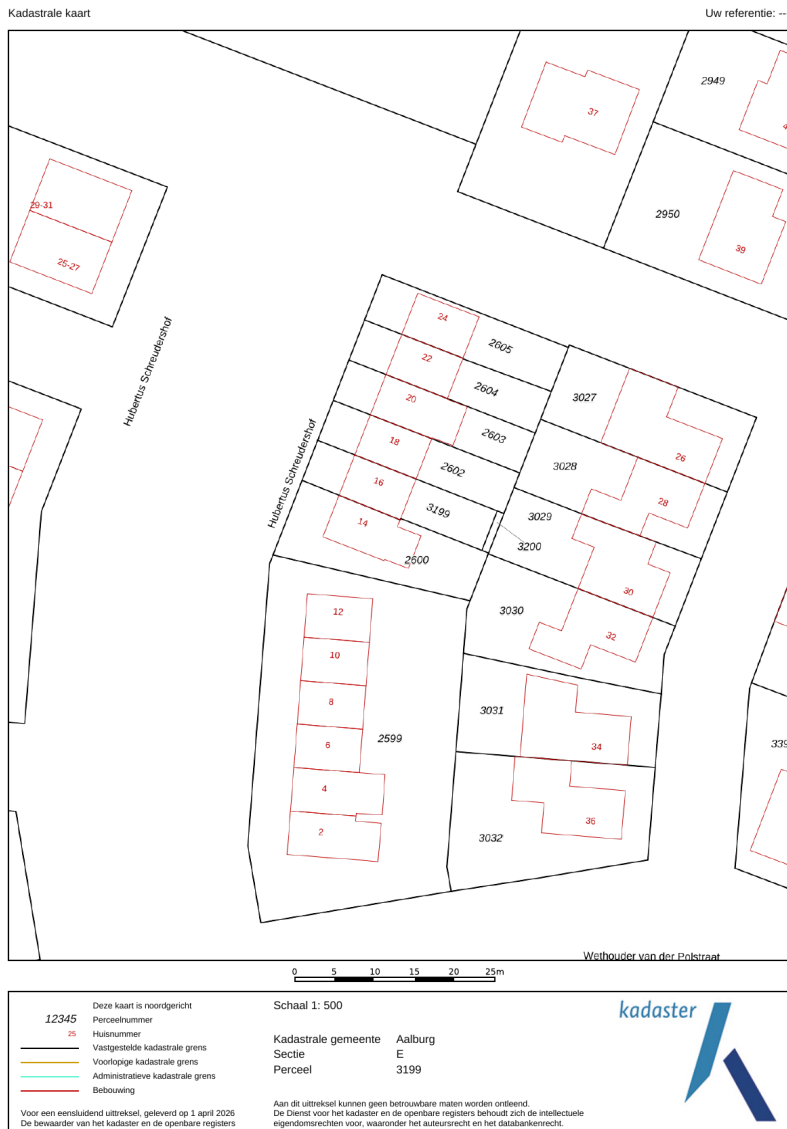 Kadastrale kaart
Uw referentie: --
37
2949
2950
39
29-31
25-27
Hubertus Schreudershof
Hubertus Schreudershof
24
2605
22
2604
20
2603
18
2602
16
3199
14
2600
3027
26
3028
28
3029
3200
30
3030
32
12
10
8
6
4
2
2599
3031
34
3032
36
339
Wethouder van der Polstraat
0 5 10 15 20 25m
Deze kaart is noordgericht
12345 Perceelnummer
25 Huisnummer
Vastgestelde kadastrale grens
Voorlopige kadastrale grens
Administratieve kadastrale grens
Bebouwing
Voor een eensluidend uittreksel, geleverd op 1 april 2026
De bewaarder van het kadaster en de openbare registers
Schaal 1: 500
Kadastrale gemeente Aalburg
Sectie E
Perceel 3199
Aan dit uittreksel kunnen geen betrouwbare maten worden ontleend.
De Dienst voor het kadaster en de openbare registers behoudt zich de intellectuele
eigendomsrechten voor, waaronder het auteursrecht en het databankenrecht.
kadaster